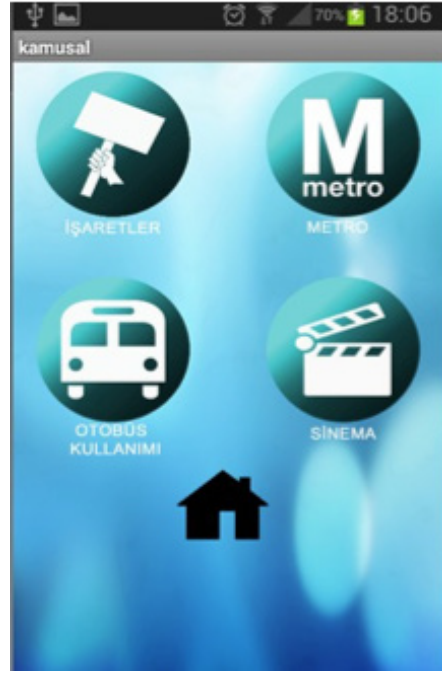 70% 18:06
kamusal
M
metro
İŞARETLER
METRO
OTOBÜS
KULLANIMI
SİNEMA